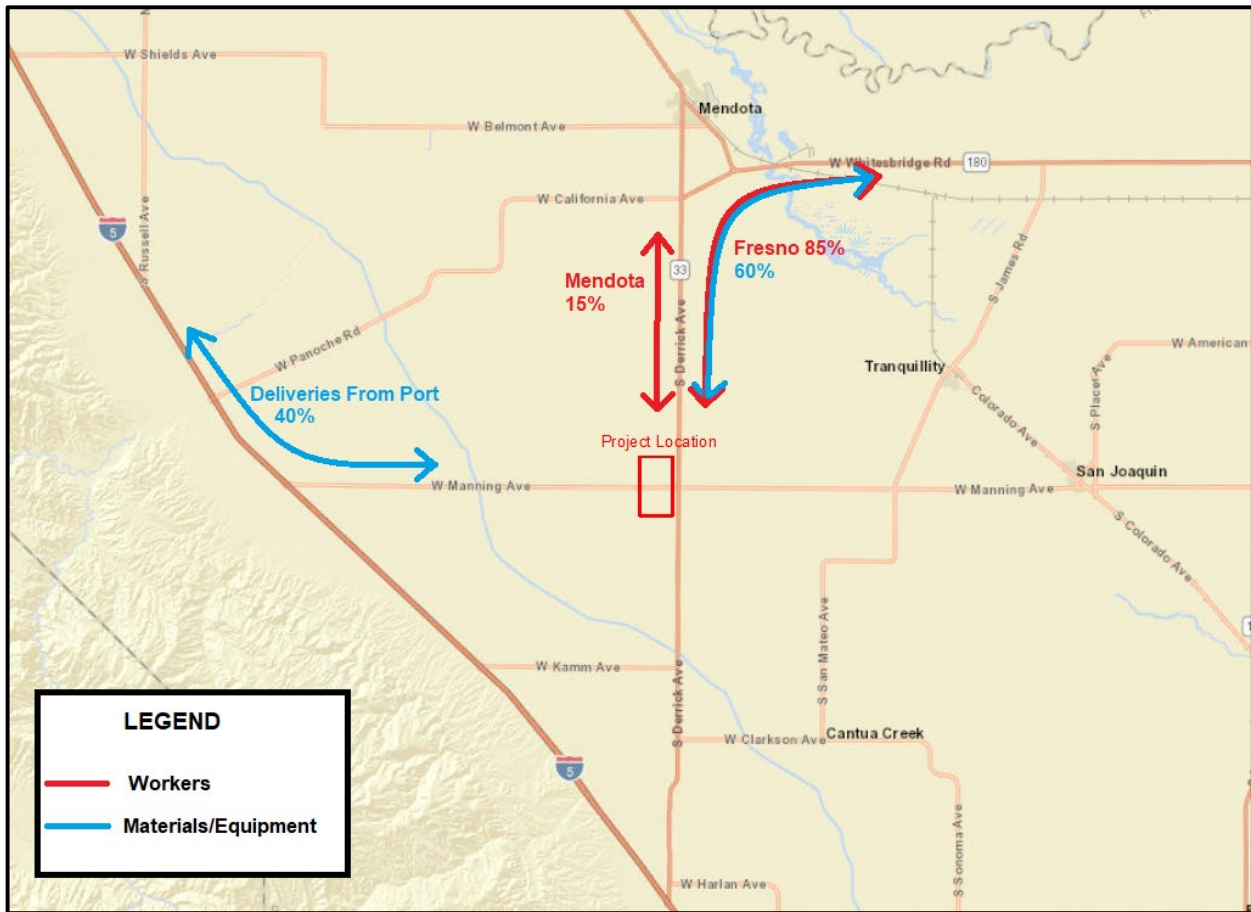 W Shields Ave
Mendota
W Belmont Ave
W Whitesbridge Rd
180
W California Ave
S Russell Ave
5
33
Fresno 85%
60%
Mendota
15%
S James Rd
S Derrick Ave
W Panoche Rd
W American
Tranquillity
S Placer Ave
Colorado Ave
Deliveries From Port
40%
Project Location
San Joaquin
W Manning Ave
W Manning Ave
S Colorado Ave
S San Mateo Ave
W Kamm Ave
S Derrick Ave
W Clarkson Ave
Cantua Creek
5
LEGEND
Workers
Materials/Equipment
S Sonoma Ave
W Harlan Ave